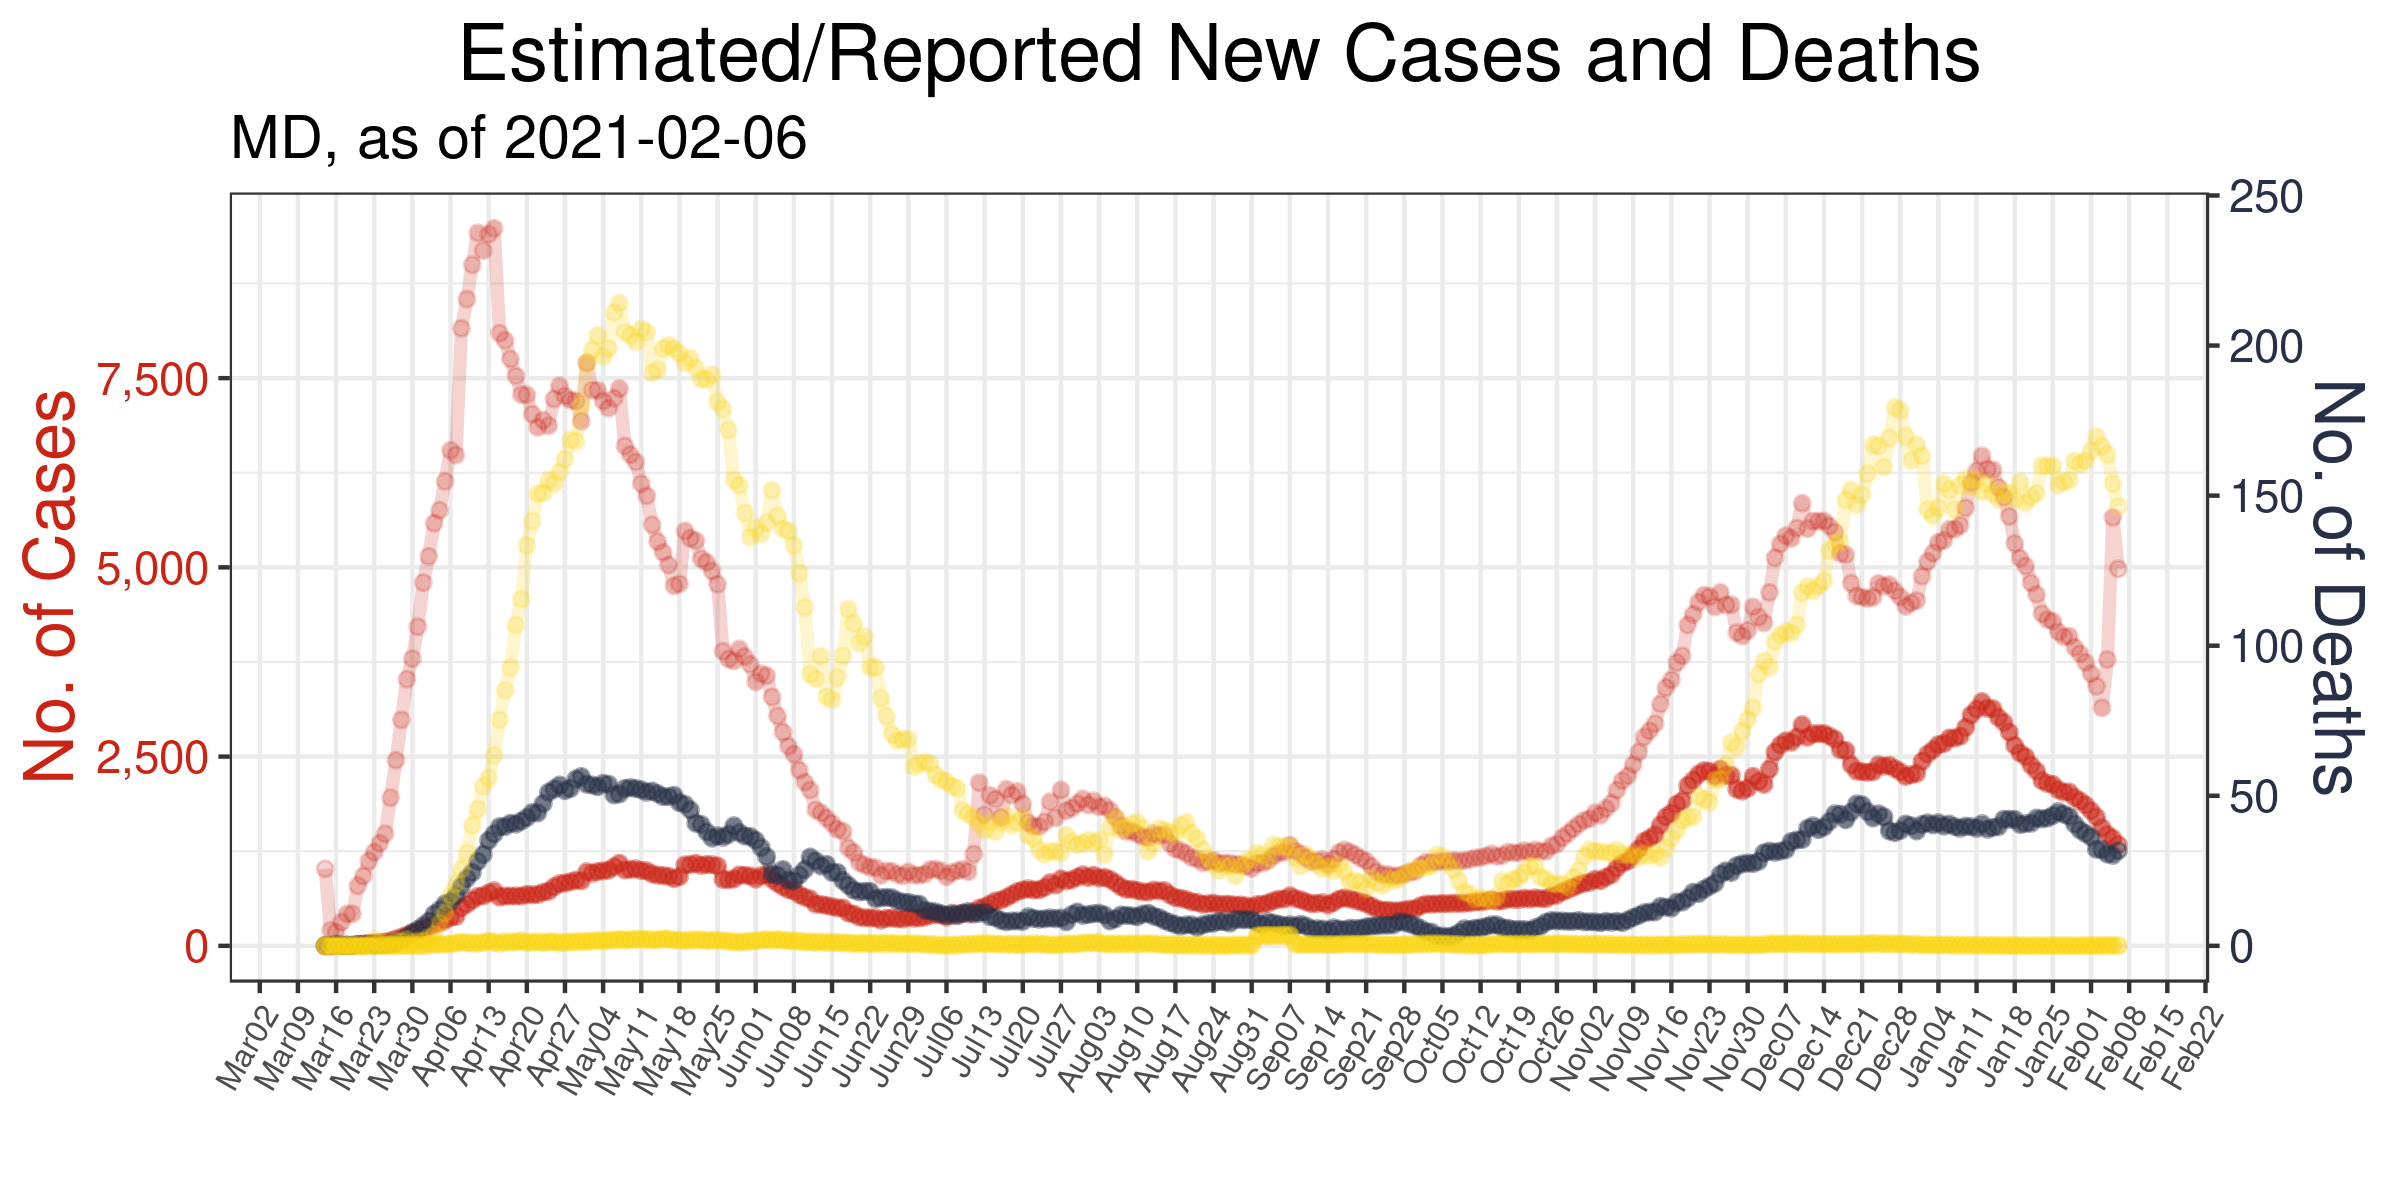 Estimated/Reported New Cases and Deaths
MD, as of 2021-02-06
No. of Cases
7,500
5,000
2,500
0
250
200
150
100
50
0
No. of Deaths
Mar02 Mar09 Mar16 Mar23 Mar30 Apr06 Apr13 Apr20 Apr27 May04 May11 May18 May25 Jun01 Jun08 Jun15 Jun22 Jun29 Jul06 Jul13 Jul20 Jul27 Aug03 Aug10 Aug17 Aug24 Aug31 Sep07 Sep14 Sep21 Sep28 Oct05 Oct12 Oct19 Oct26 Nov02 Nov09 Nov16 Nov23 Nov30 Dec07 Dec14 Dec21 Dec28 Jan04 Jan11 Jan18 Jan25 Feb01 Feb08 Feb15 Feb22